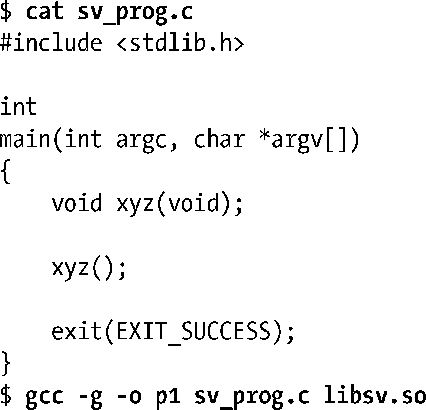 $ cat sv_prog.c
#include <stdlib.h>
int
main(int argc, char *argv[])
{
void xyz(void);
xyz();
exit(EXIT_SUCCESS);
}
$ gcc -g -o p1 sv_prog.c libsv.so